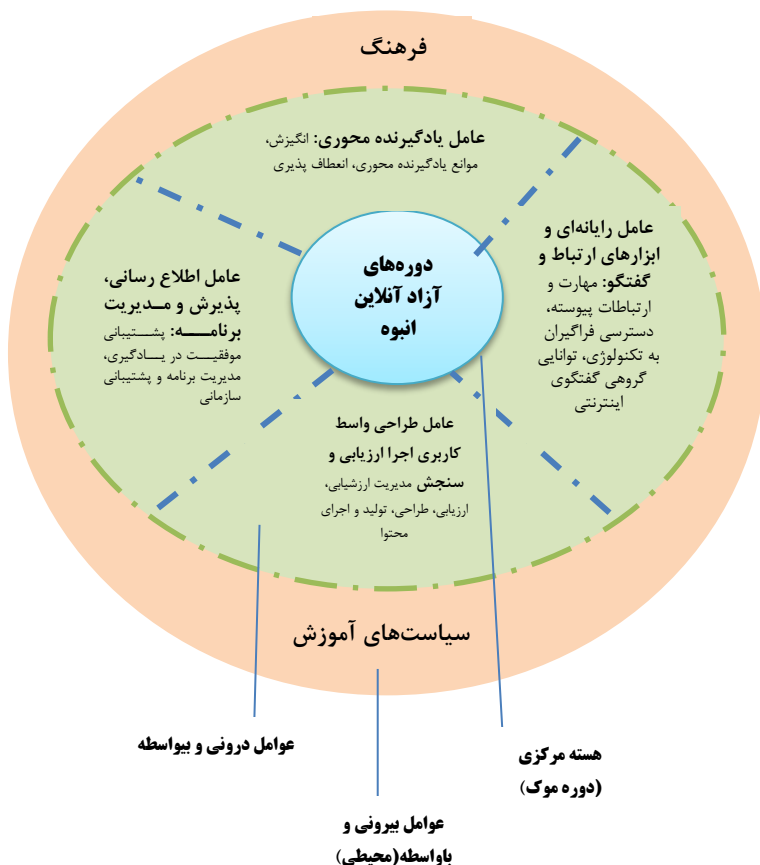 فرهنگ
عامل یادگیرنده محوری: انگیزش،
موانع یادگیرنده محوری، انعطاف پذیری
عامل رایانه‌ای و
ابزارهای ارتباط و
گفتگو: مهارت و
ارتباطات پیوسته،
دسترسی فراگیران
به تکنولوژی، توانایی
گروهی گفتگوی
اینترنتی
دوره‌های
آزاد آنلاین
انبوه
عامل اطلاع رسانی،
پذیرش و مدیریت
برنامه: پشتیبانی
موفقیت در یادگیری،
مدیریت برنامه و پشتیبانی
سازمانی
عامل طراحی واسط
کاربری اجرا ارزیابی و
سنجش مدیریت ارزشیابی،
ارزیابی، طراحی، تولید و اجرای
محتوا
سیاست‌های آموزش
عوامل درونی و بیواسطه
هسته مرکزی
(دوره موک)
عوامل بیرونی و
باواسطه(محیطی)